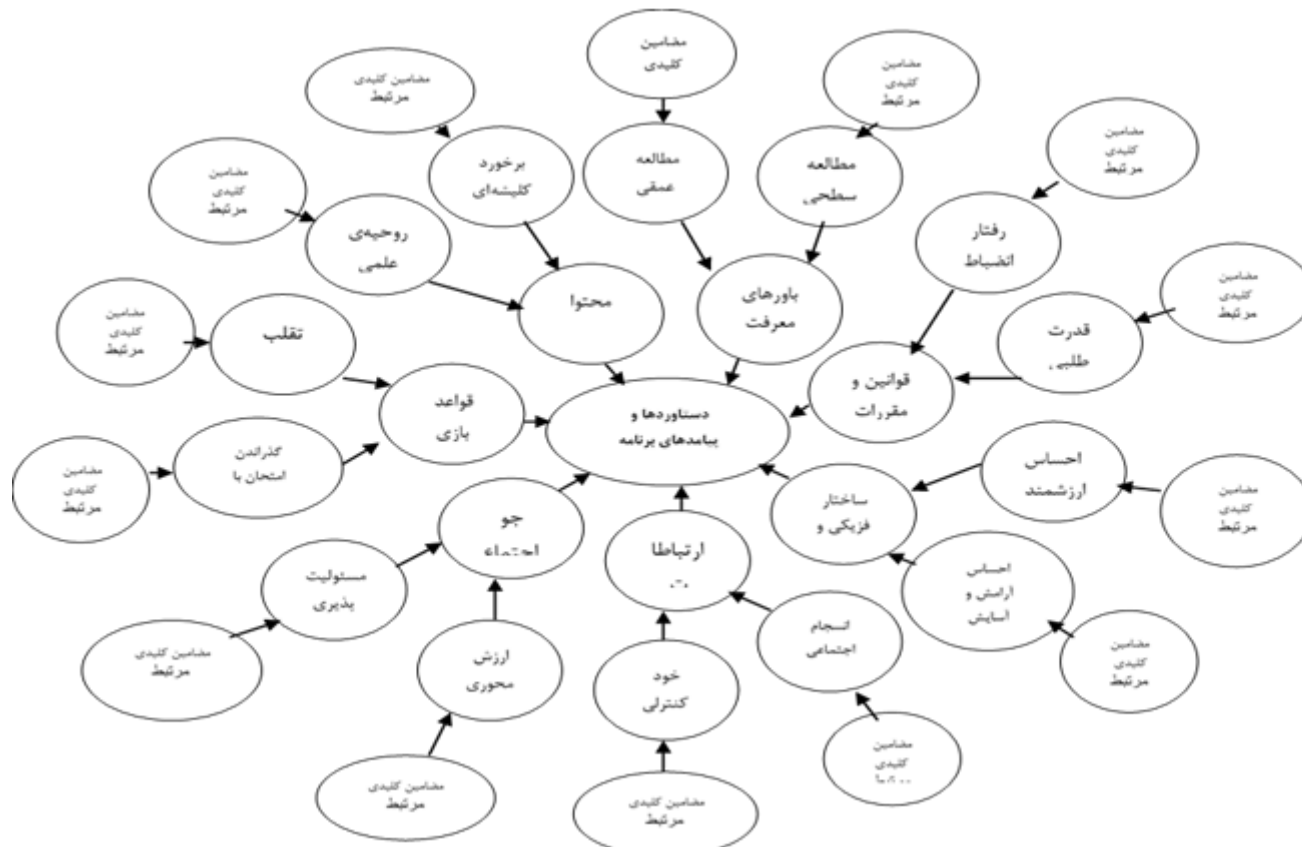 مضامین
کلیدی
مضامین کلیدی
مرتبط
مضامین
کلیدی
مرتبط
مضامین
کلیدی
مرتبط
مطالعه
عمقی
مطالعه
سطحی
برخورد
کلیشه‌ای
مضامین
کلیدی
مرتبط
روحیه‌ی
علمی
رفتار
انضباط
محتوا
باورهای
معرفت
مضامین
کلیدی
مرتبط
مضامین
کلیدی
مرتبط
تقلب
قدرت
طلبی
قوانین و
مقررات
قواعد
بازی
دستاوردها و
پیامدهای برنامه
گذراندن
امتحان با
مضامین
کلیدی
مرتبط
احساس
ارزشمند
مضامین
کلیدی
مرتبط
ساختار
فزیکی و
جو
ارتباطا
احساس
آرامش و
آسایش
مسئولیت
پذیری
انسجام
اجتماعی
مضامین کلیدی
مرتبط
ارزش
محوری
خود
کنترلی
مضامین
کلیدی
مرتبط
مضامین
کلیدی
مضامین کلیدی
مرتبط
مضامین کلیدی
مرتبط